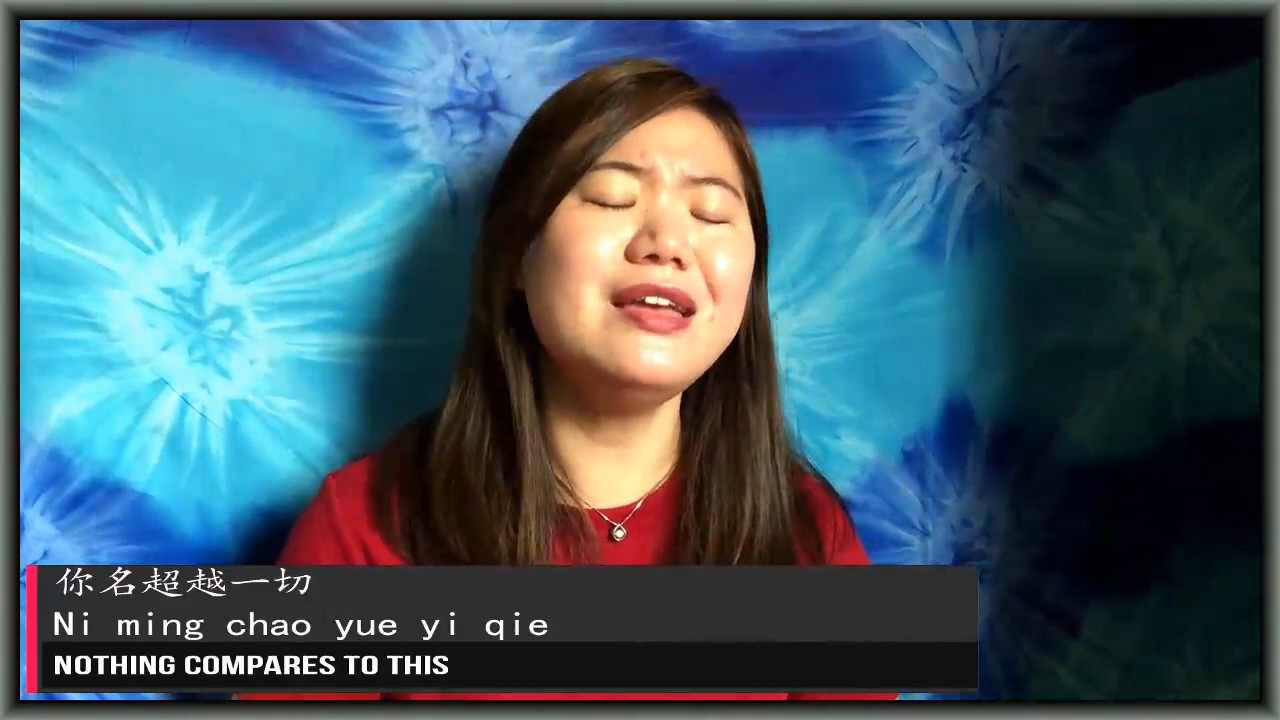 你名超越一切
Ni ming chao yue yi qie
NOTHING COMPARES TO THIS